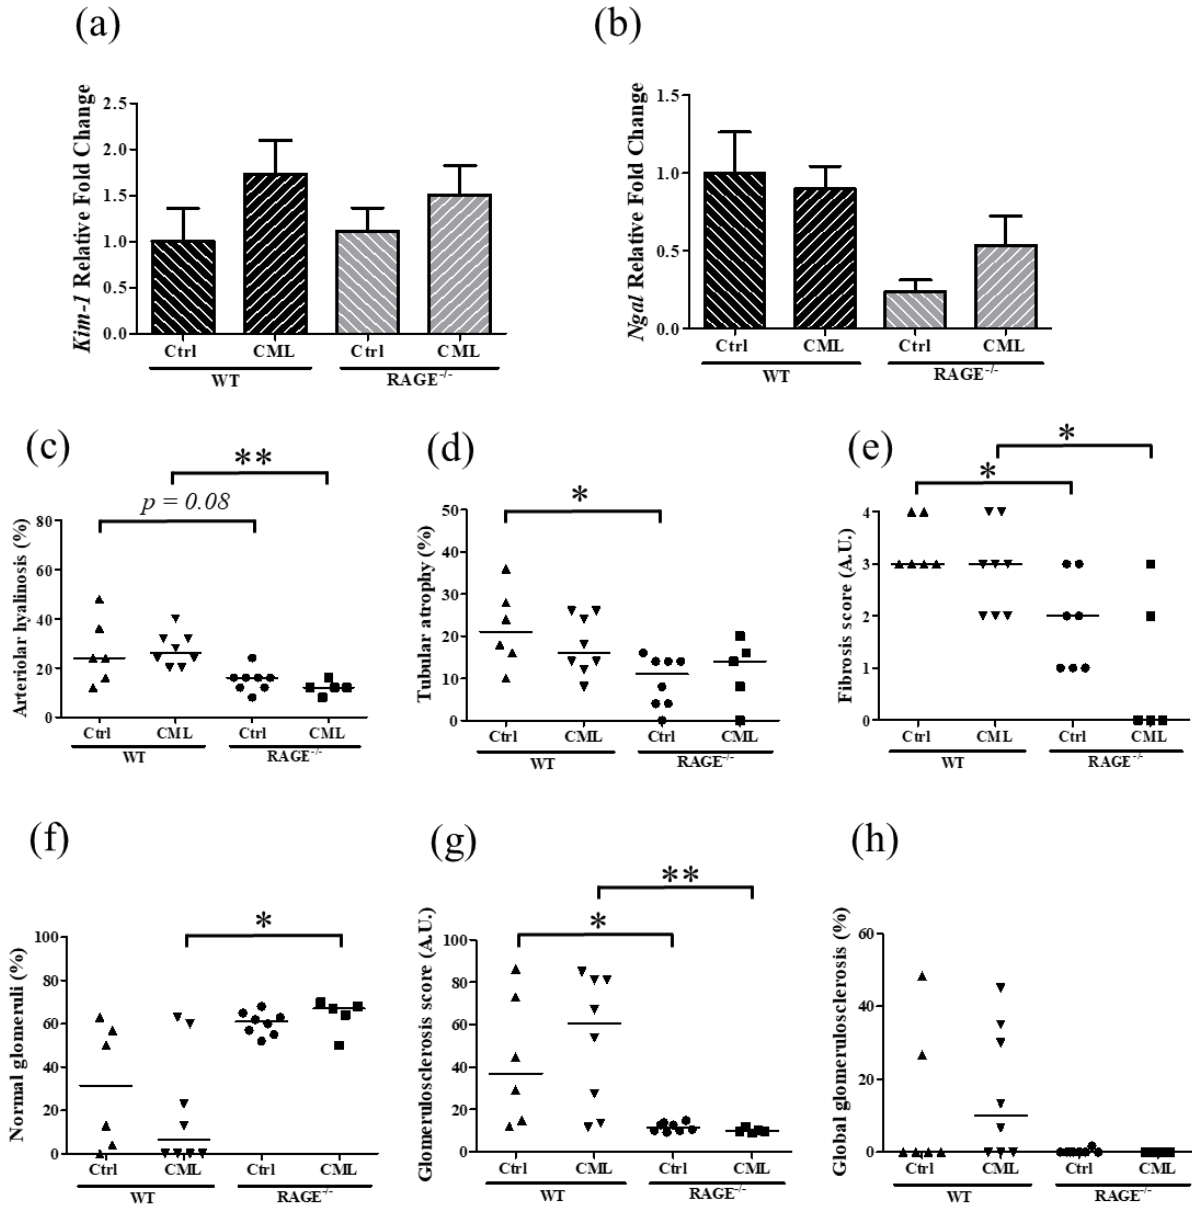 (a)
Kim-1 Relative Fold Change
2.5
2.0
1.5
1.0
0.5
0.0
Ctrl CML Ctrl CML
WT RAGE-/-
(b)
Ngal Relative Fold Change
1.5
1.0
0.5
0.0
Ctrl CML Ctrl CML
WT RAGE-/-
(c)
**
p = 0.08
Arteriolar hyalinosis (%)
80
60
40
20
0
Ctrl CML Ctrl CML
WT RAGE-/-
(d)
*
Tubular atrophy (%)
50
40
30
20
10
0
Ctrl CML Ctrl CML
WT RAGE-/-
(e)
*
*
Fibrosis score (A.U.)
4
3
2
1
0
Ctrl CML Ctrl CML
WT RAGE-/-
(f)
*
Normal glomeruli (%)
100
80
60
40
20
0
Ctrl CML Ctrl CML
WT RAGE-/-
(g)
**
*
Glomerulosclerosis score (A.U.)
100
80
60
40
20
0
Ctrl CML Ctrl CML
WT RAGE-/-
(h)
Global glomerulosclerosis (%)
60
40
20
0
Ctrl CML Ctrl CML
WT RAGE-/-